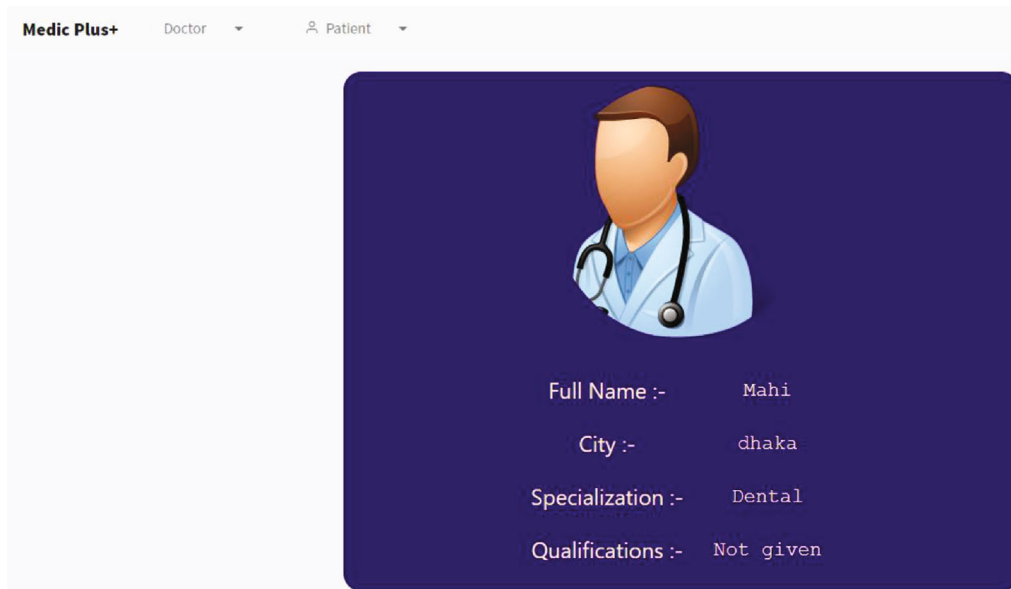 Medic Plus+ Doctor Patient
Full Name :- Mahi
City :- dhaka
Specialization :- Dental
Qualifications :- Not given